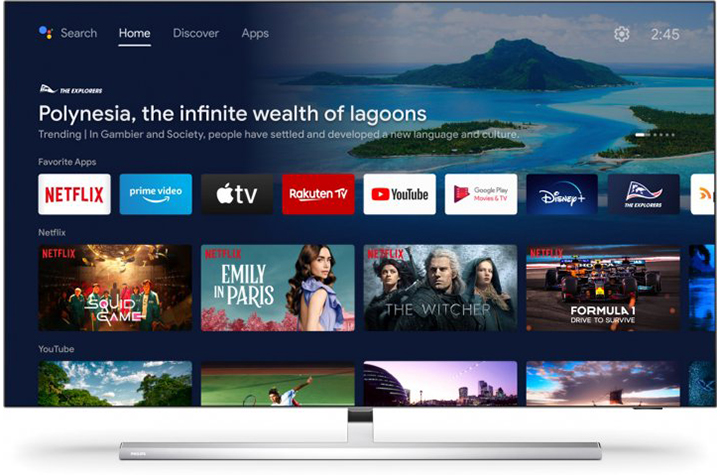 Search Home Discover Apps 2:45
THE EXPLORERS
Polynesia, the infinite wealth of lagoons
Trending | In Gambier and Society, people have settled and developed a new language and culture.
Favorite Apps
NETFLIX prime video tv Rakuten TV YouTube Google Play Movies & TV Disney+ THE EXPLORERS
Netflix
NETFLIX NETFLIX NETFLIX NETFLIX
SQUID GAME
EMILY IN PARIS
THE WITCHER
FORMULA 1
DRIVE TO SURVIVE
YouTube
PHILIPS